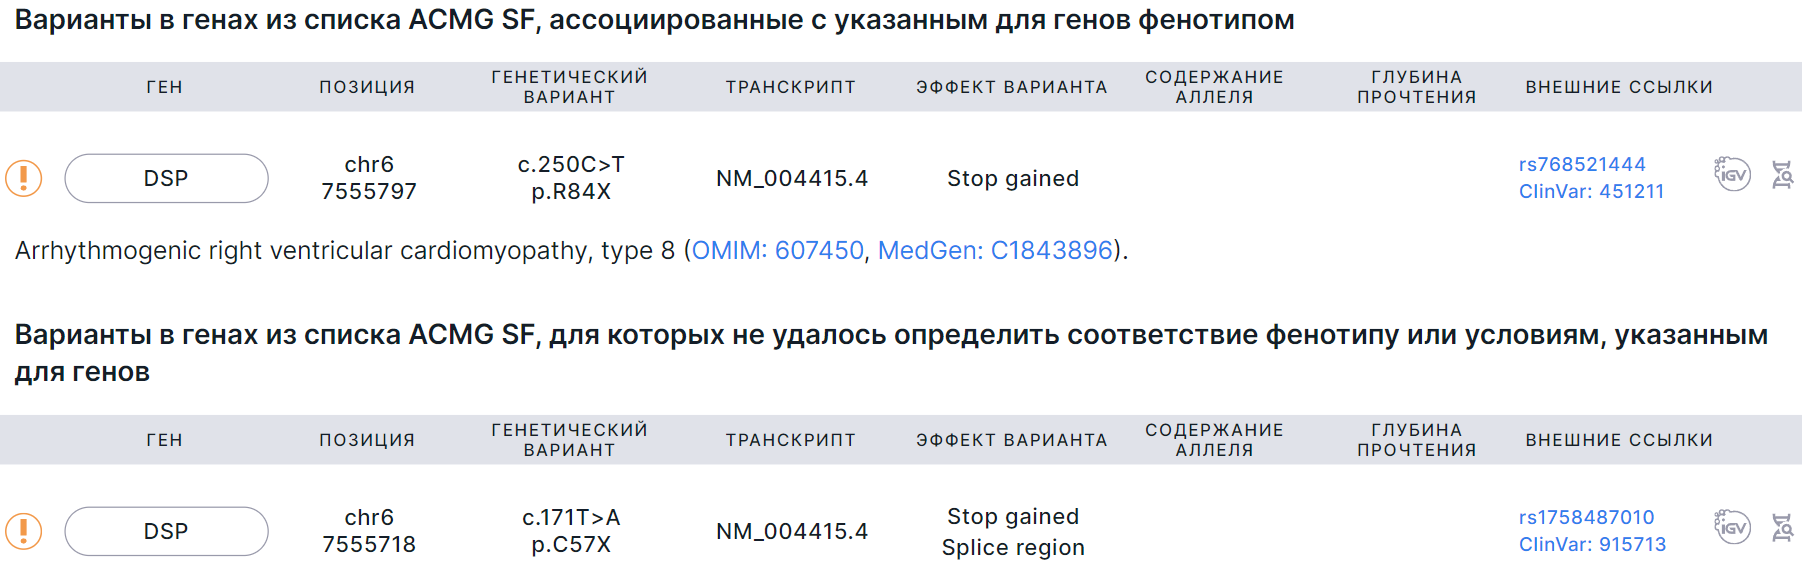 Варианты в генах из списка ACMG SF, ассоциированные с указанным для генов фенотипом
ГЕН ПОЗИЦИЯ ГЕНЕТИЧЕСКИЙ ВАРИАНТ ТРАНСКРИПТ ЭФФЕКТ ВАРИАНТА СОДЕРЖАНИЕ АЛЛЕЛЯ ГЛУБИНА ПРОЧТЕНИЯ ВНЕШНИЕ ССЫЛКИ
DSP
chr6
7555797
c.250C>T
p.R84X
NM_004415.4
Stop gained
rs768521444
ClinVar: 451211
IGV
Arrhythmogenic right ventricular cardiomyopathy, type 8 (OMIM: 607450, MedGen: C1843896).
Варианты в генах из списка ACMG SF, для которых не удалось определить соответствие фенотипу или условиям, указанным
для генов
ГЕН ПОЗИЦИЯ ГЕНЕТИЧЕСКИЙ ВАРИАНТ ТРАНСКРИПТ ЭФФЕКТ ВАРИАНТА СОДЕРЖАНИЕ АЛЛЕЛЯ ГЛУБИНА ПРОЧТЕНИЯ ВНЕШНИЕ ССЫЛКИ
DSP
chr6
7555718
c.171T>A
p.C57X
NM_004415.4
Stop gained
Splice region
rs1758487010
ClinVar: 915713
IGV